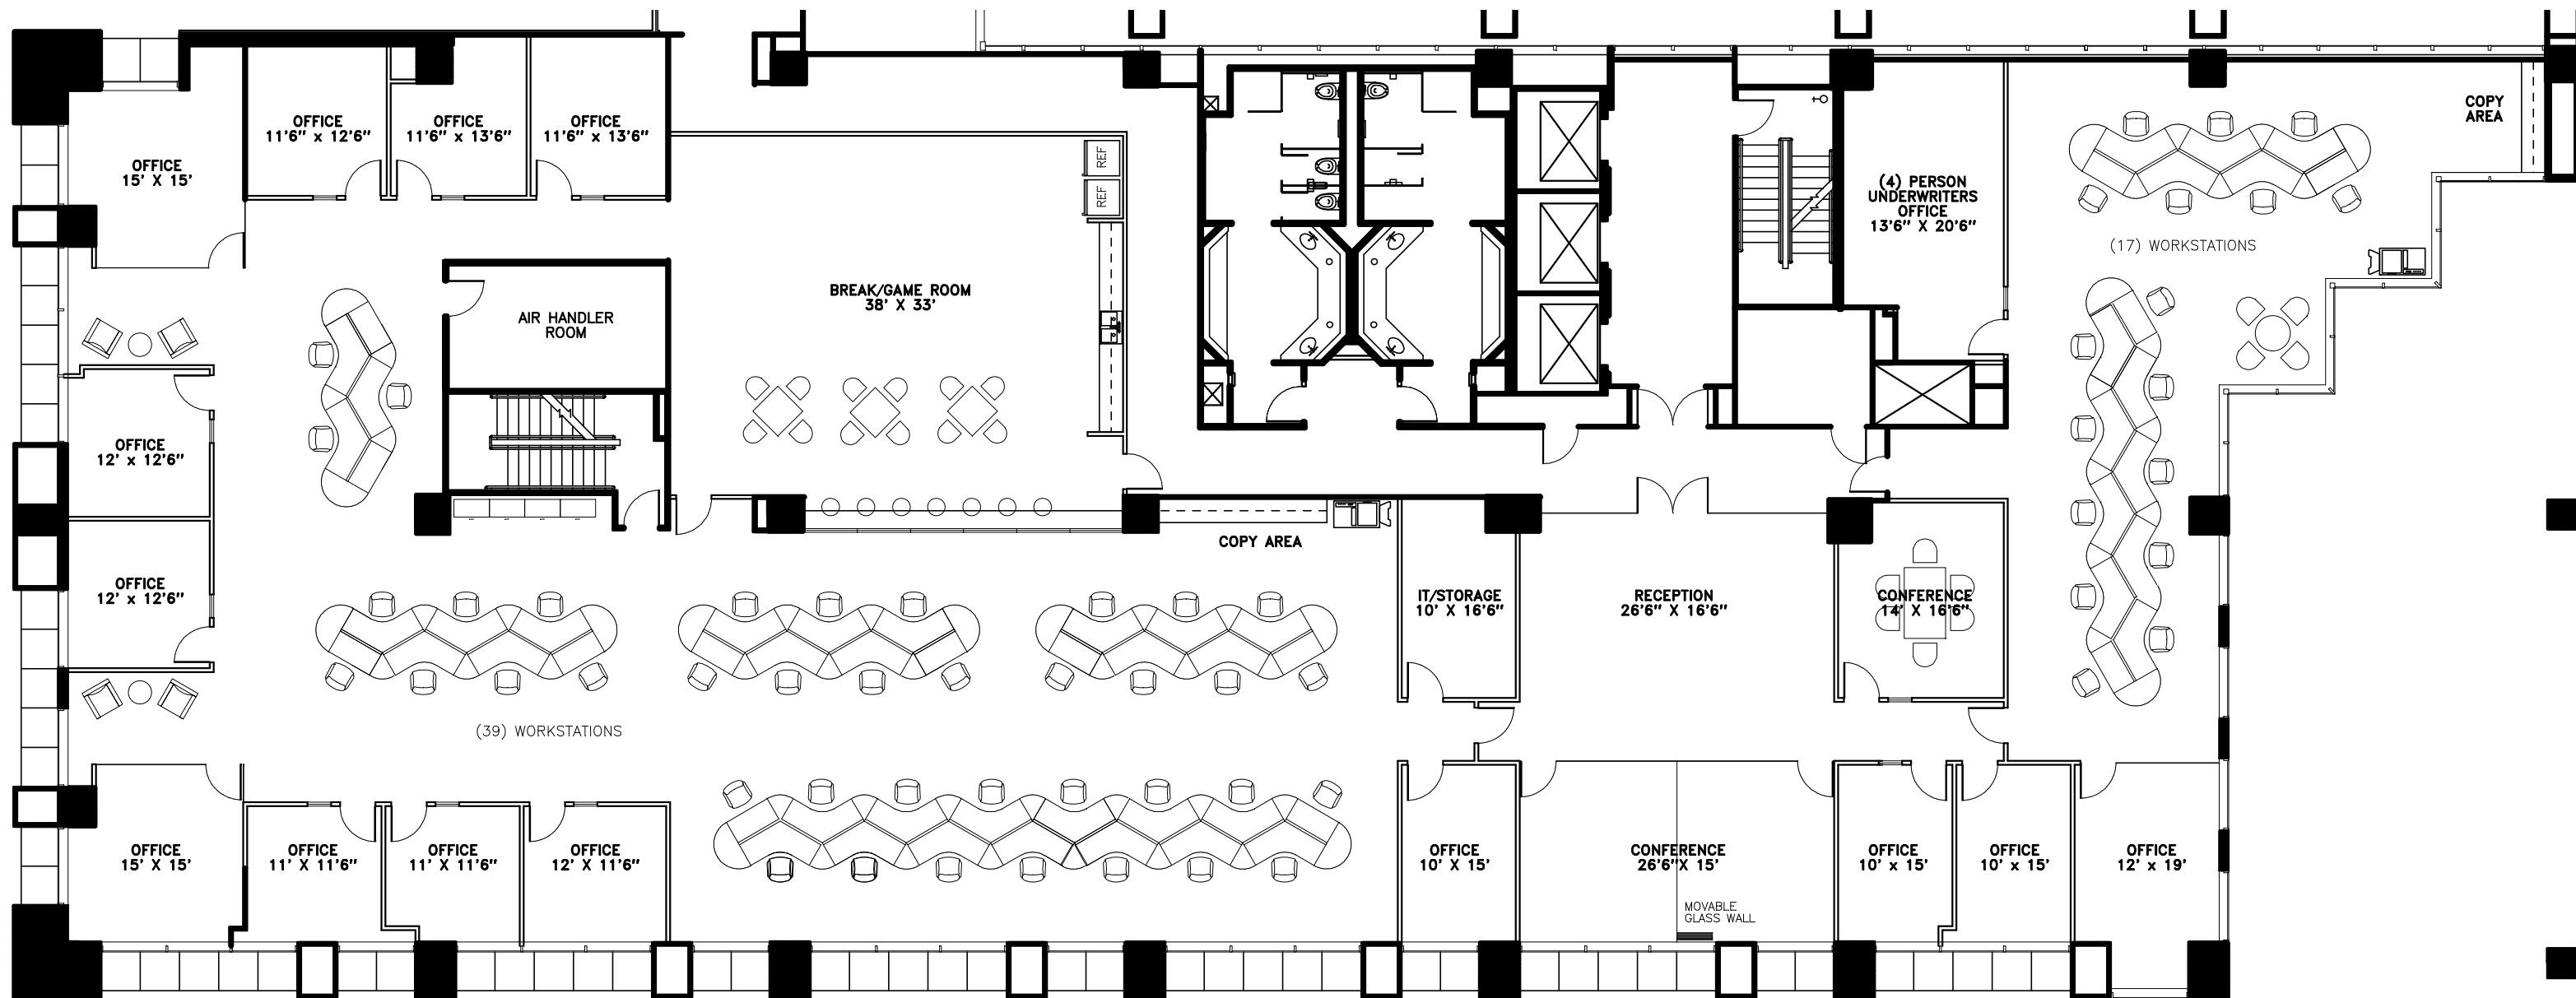 OFFICE
11'6" x 12'6"
OFFICE
11'6" x 13'6"
OFFICE
11'6" x 13'6"
COPY
AREA
OFFICE
15' X 15'
REF
REF
(4) PERSON
UNDERWRITERS
OFFICE
13'6" X 20'6"
(17) WORKSTATIONS
BREAK/GAME ROOM
38' X 33'
AIR HANDLER
ROOM
OFFICE
12' x 12'6"
COPY AREA
OFFICE
12' x 12'6"
IT/STORAGE
10' X 16'6"
RECEPTION
26'6" X 16'6"
CONFERENCE
14' X 16'6"
(39) WORKSTATIONS
OFFICE
15' X 15'
OFFICE
11' X 11'6"
OFFICE
11' X 11'6"
OFFICE
12' X 11'6"
OFFICE
10' X 15'
CONFERENCE
26'6"X 15'
OFFICE
10' x 15'
OFFICE
10' x 15'
OFFICE
12' x 19'
MOVABLE
GLASS WALL